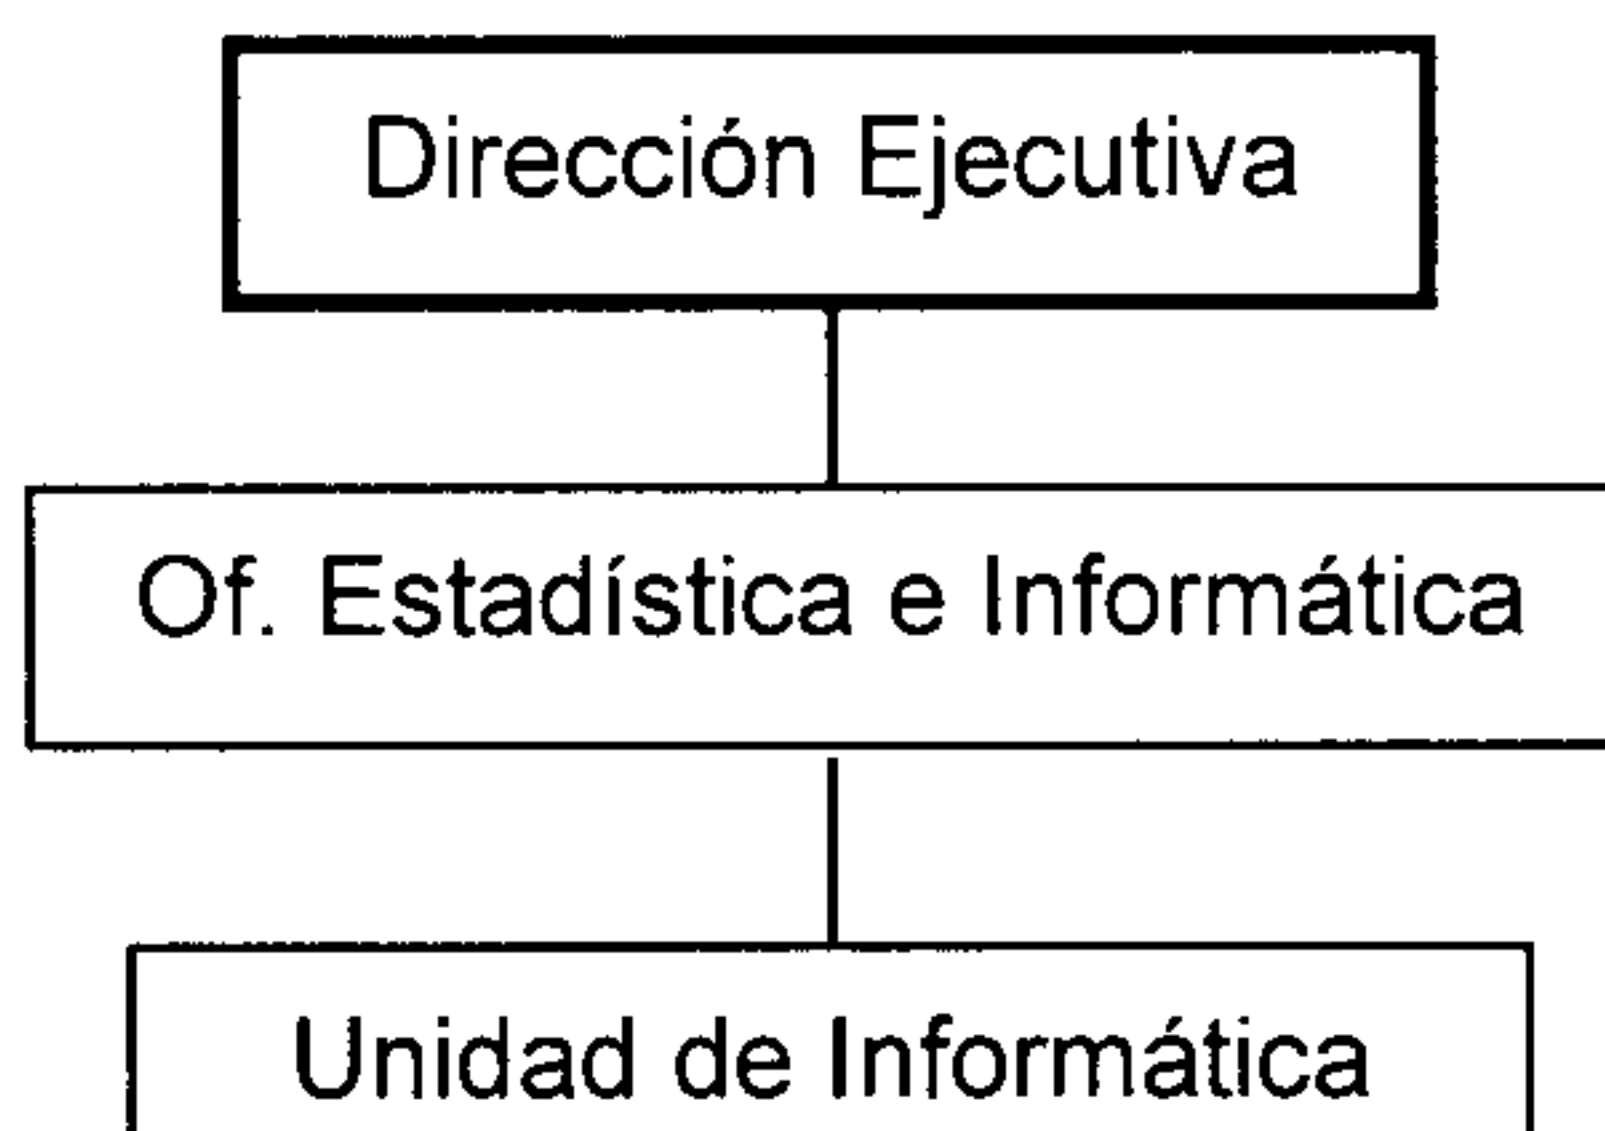 Dirección Ejecutiva
Of. Estadística e Informática
Unidad de Informática